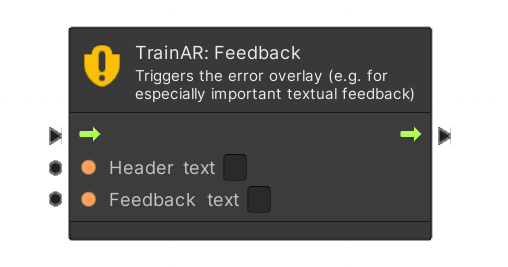 TrainAR: Feedback
Triggers the error overlay (e.g. for
especially important textual feedback)
Header text
Feedback text